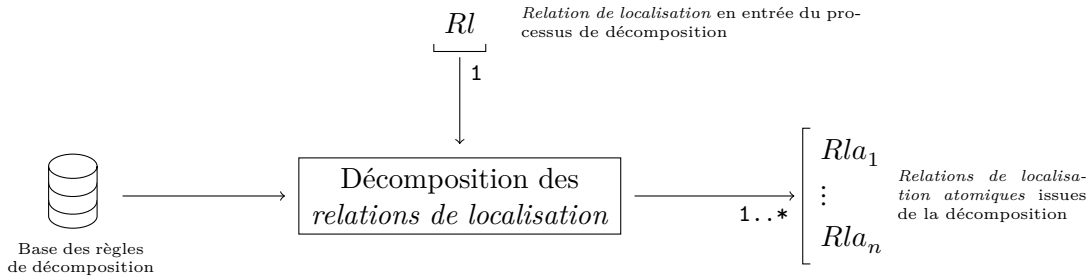 Rl
Relation de localisation en entrée du pro-
cessus de décomposition
1
Décomposition des
relations de localisation
1..*
Rla1
⋮
Rlan
Relations de localisa-
tion atomiques issues
de la décomposition
Base des règles
de décomposition